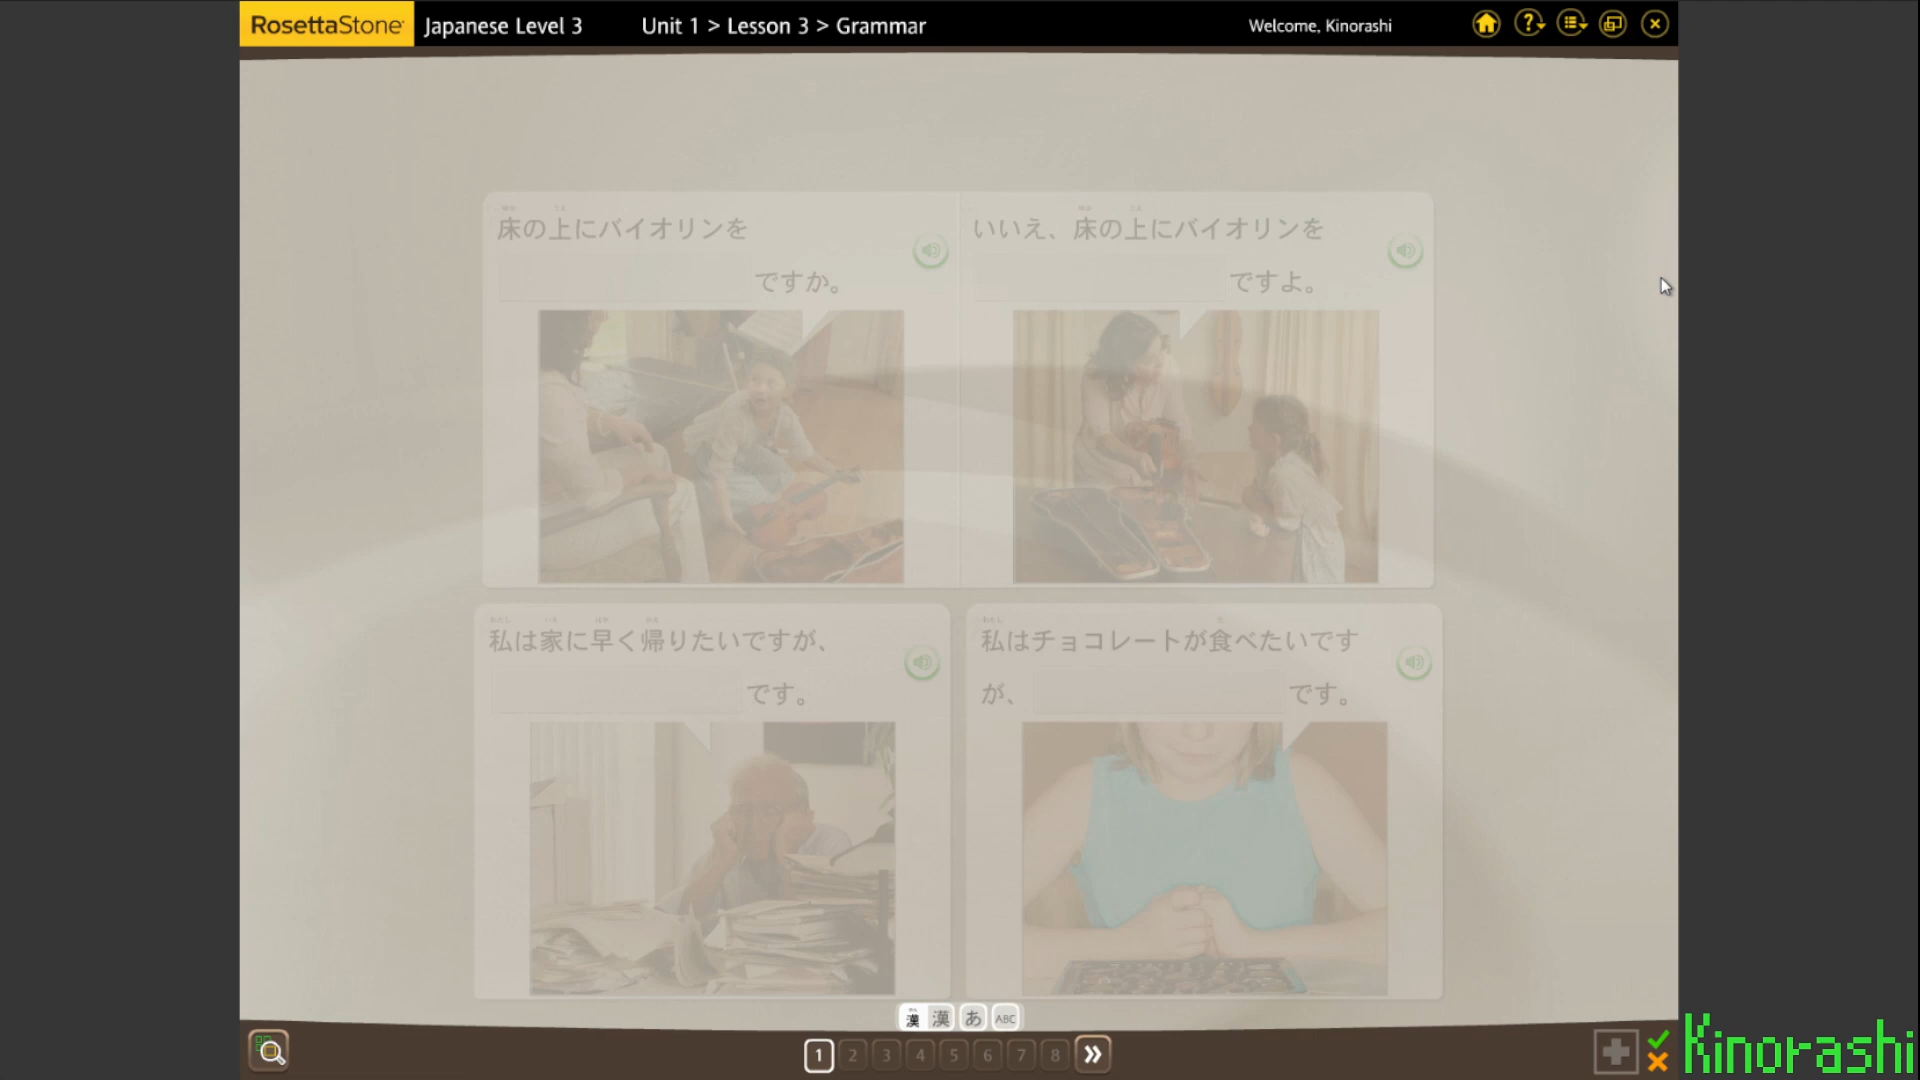 RosettaStone Japanese Level 3 Unit 1 > Lesson 3 > Grammar Welcome, Kinorashi
床の上にバイオリンを
ですか。
いいえ、床の上にバイオリンを
ですよ。
私は家に早く帰りたいですが、
です。
私はチョコレートが食べたいです
が、 です。
漢 漢 あ ABC
1 2 3 4 5 6 7 8
Kinorashi